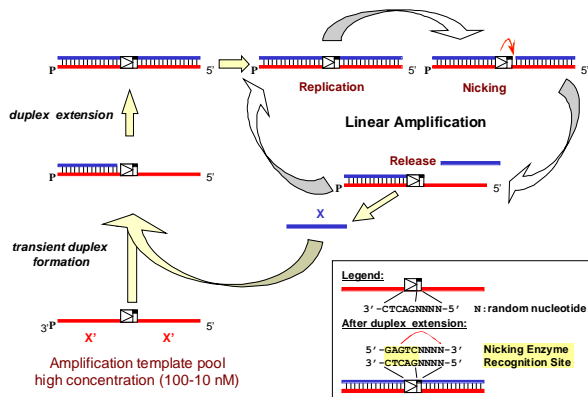 P
5'
P
5'
P
5'
Replication
Nicking
duplex extension
Linear Amplification
Release
P
5'
P
5'
X
transient duplex
formation
3'P
5'
X'
X'
Amplification template pool
high concentration (100-10 nM)
Legend:
3'-CTCAGNNNN-5' N:random nucleotide
After duplex extension:
5'-GAGTCNNNN-3' Nicking Enzyme
3'-CTCAGNNNN-5' Recognition Site